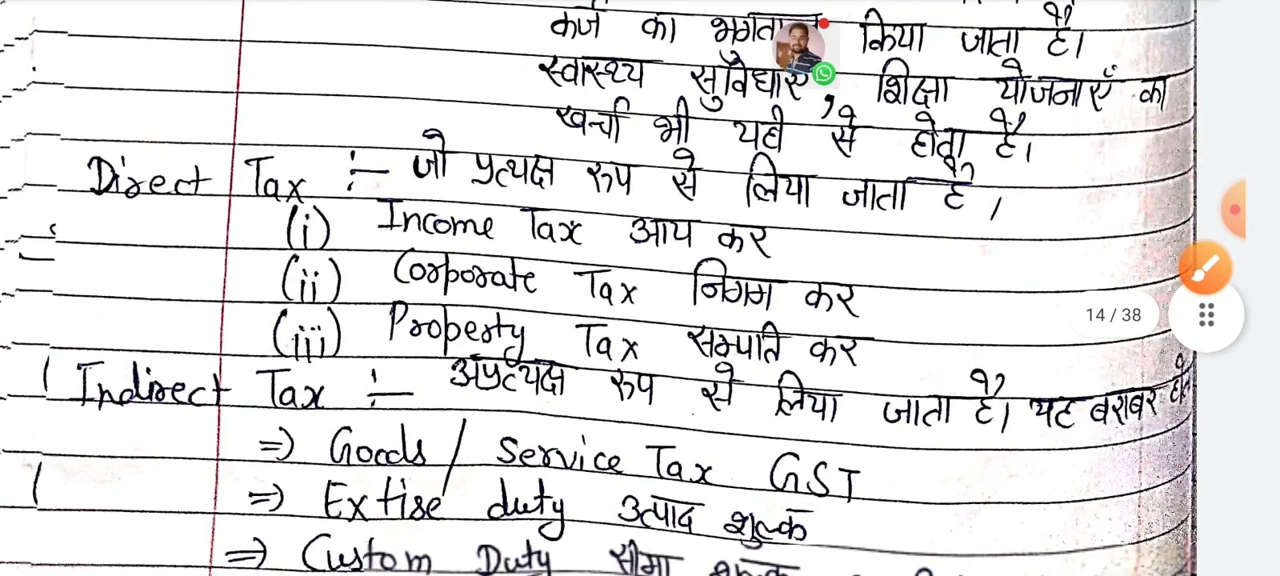 कर्ज का भुगतान किया जाता है।
स्वास्थ्य सुविधाए, शिक्षा योजनाएँ का
खर्चा भी यही से होता है।
Direct Tax :- जो प्रत्यक्ष रूप से लिया जाता है,
(i) Income Tax आय कर
(ii) Corporate Tax निगम कर
(iii) Property Tax सम्पति कर
Indirect Tax :- अप्रत्यक्ष रूप से लिया जाता है। यह बराबर
=> Goods / Service Tax GST
=> Extise duty उत्पाद शुल्क
=> Custom Duty सीमा
14 / 38